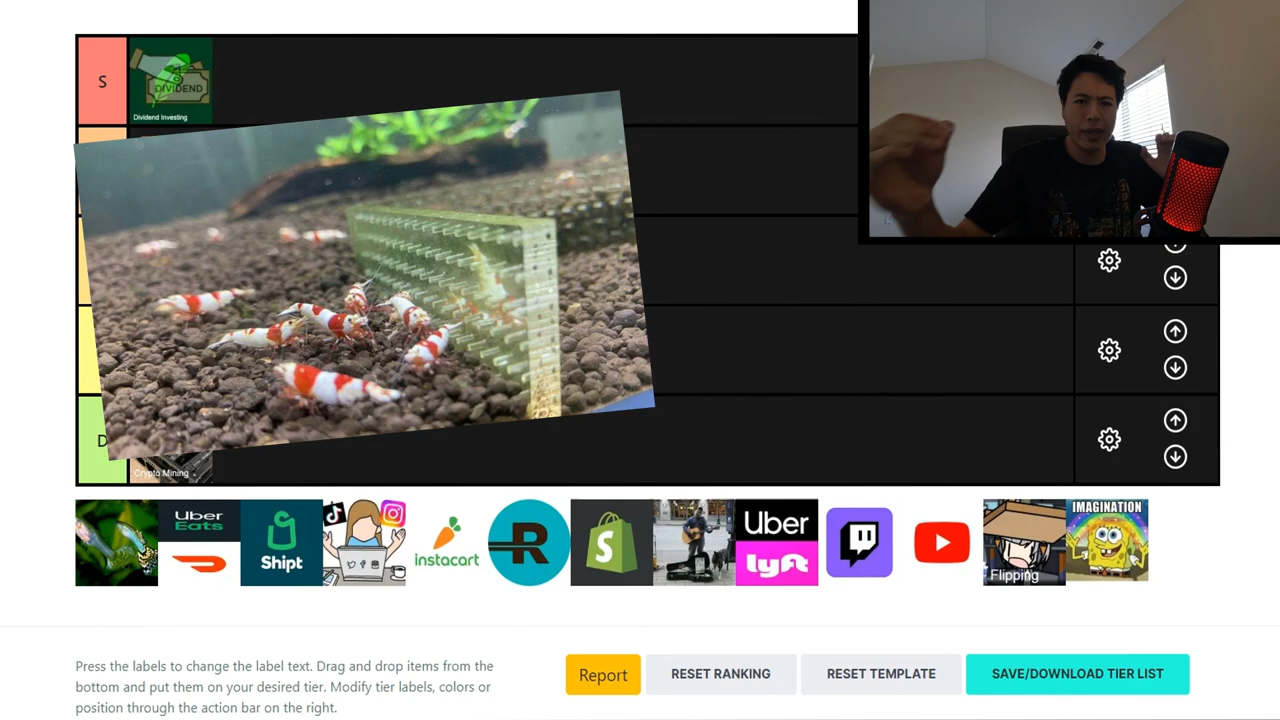 S
DIVIDEND
Dividend Investing
D
Crypto Mining
Uber
Eats
Shipt
instacart
R
S
Uber
lyft
Flipping
IMAGINATION
Press the labels to change the label text. Drag and drop items from the
bottom and put them on your desired tier. Modify tier labels, colors or
position through the action bar on the right.
Report
RESET RANKING
RESET TEMPLATE
SAVE/DOWNLOAD TIER LIST